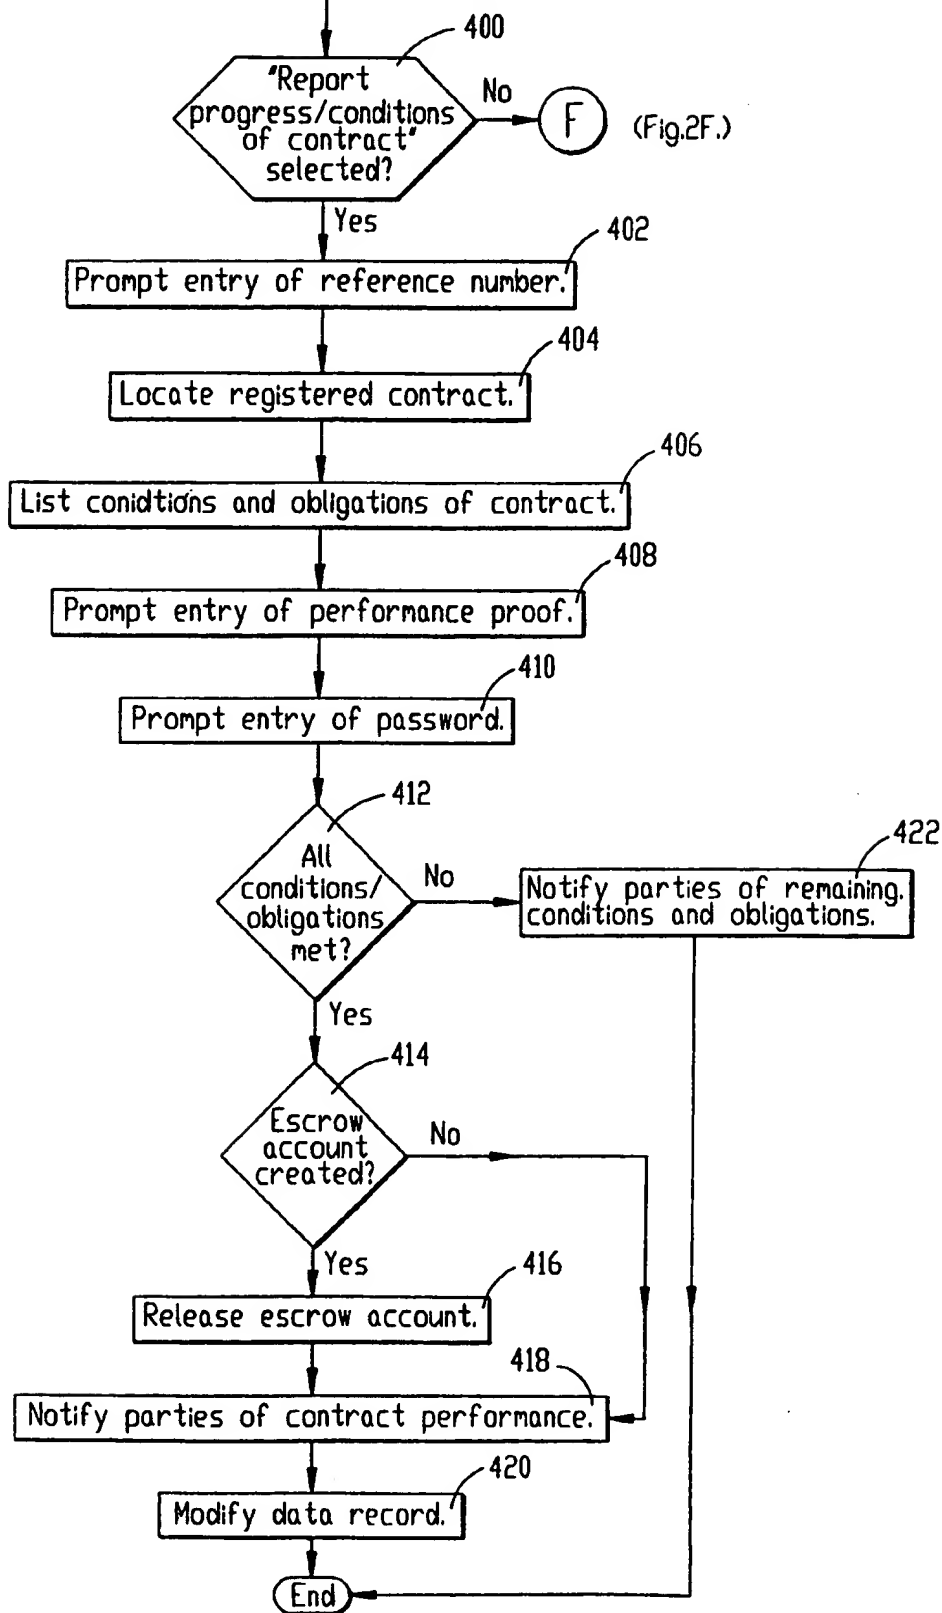 400
"Report
progress/conditions
of contract"
selected?
No
F
(Fig.2F.)
Yes
402
Prompt entry of reference number.
404
Locate registered contract.
406
List conidtions and obligations of contract.
408
Prompt entry of performance proof.
410
Prompt entry of password.
412
All
conditions/
obligations
met?
No
422
Notify parties of remaining.
conditions and obligations.
Yes
414
Escrow
account
created?
No
Yes
416
Release escrow account.
418
Notify parties of contract performance.
420
Modify data record.
End